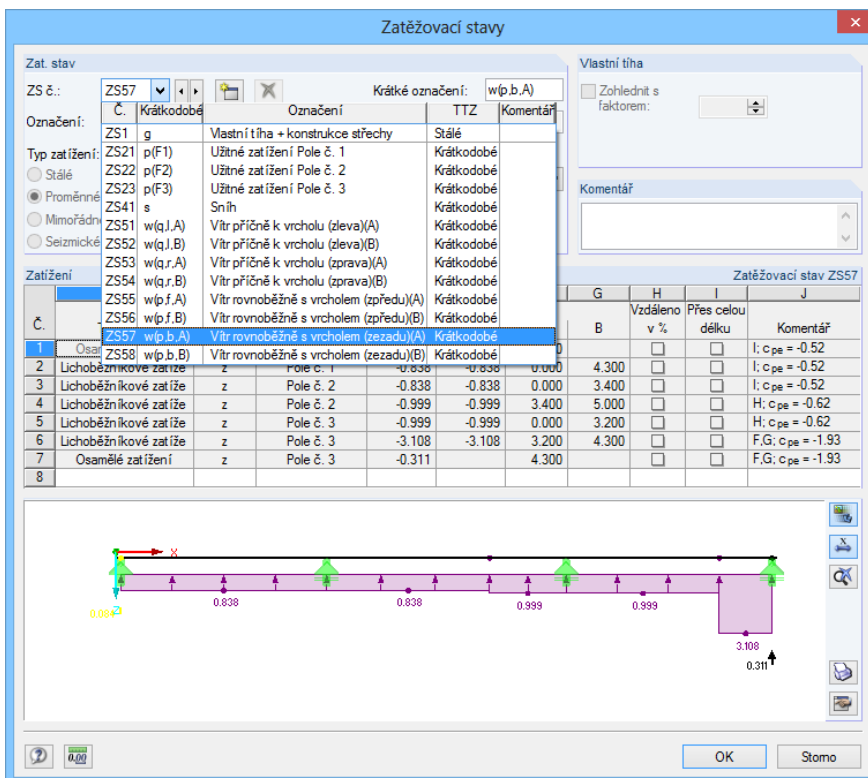 Zatěžovací stavy
Zat. stav
Vlastní tíha
ZS č.: ZS57 Krátké označení: w(p,b,A)
Zohlednit s
faktorem:
Označení:
Typ zatížení:
Stálé
Proměnné
Mimořádn
Seizmické
Č. Krátkodobé Označení TTZ Komentář
ZS1 g Vlastní tíha + konstrukce střechy Stálé
ZS21 p(F1) Užitné zatížení Pole č. 1 Krátkodobé
ZS22 p(F2) Užitné zatížení Pole č. 2 Krátkodobé
ZS23 p(F3) Užitné zatížení Pole č. 3 Krátkodobé
ZS41 s Sníh Krátkodobé
ZS51 w(q,l,A) Vítr příčně k vrcholu (zleva)(A) Krátkodobé
ZS52 w(q,l,B) Vítr příčně k vrcholu (zleva)(B) Krátkodobé
ZS53 w(q,r,A) Vítr příčně k vrcholu (zprava)(A) Krátkodobé
ZS54 w(q,r,B) Vítr příčně k vrcholu (zprava)(B) Krátkodobé
ZS55 w(p,f,A) Vítr rovnoběžně s vrcholem (zpředu)(A) Krátkodobé
ZS56 w(p,f,B) Vítr rovnoběžně s vrcholem (zpředu)(B) Krátkodobé
ZS57 w(p,b,A) Vítr rovnoběžně s vrcholem (zezadu)(A) Krátkodobé
ZS58 w(p,b,B) Vítr rovnoběžně s vrcholem (zezadu)(B) Krátkodobé
Komentář
Zatížení
Zatěžovací stav ZS57
G H I J
Vzdáleno Přes celou
Č. B v % délku Komentář
1 Osam I; cpe = -0.52
2 Lichoběžníkové zatíže z Pole č. 1 -0.838 -0.838 0.000 4.300 I; cpe = -0.52
3 Lichoběžníkové zatíže z Pole č. 2 -0.838 -0.838 0.000 3.400 I; cpe = -0.52
4 Lichoběžníkové zatíže z Pole č. 2 -0.999 -0.999 3.400 5.000 H; cpe = -0.62
5 Lichoběžníkové zatíže z Pole č. 3 -0.999 -0.999 0.000 3.200 H; cpe = -0.62
6 Lichoběžníkové zatíže z Pole č. 3 -3.108 -3.108 3.200 4.300 F,G; cpe = -1.93
7 Osamělé zatížení z Pole č. 3 -0.311 4.300 F,G; cpe = -1.93
8
X
Z
0.838
0.838
0.999
0.999
3.108
0.311
x
0.00
OK
Storno